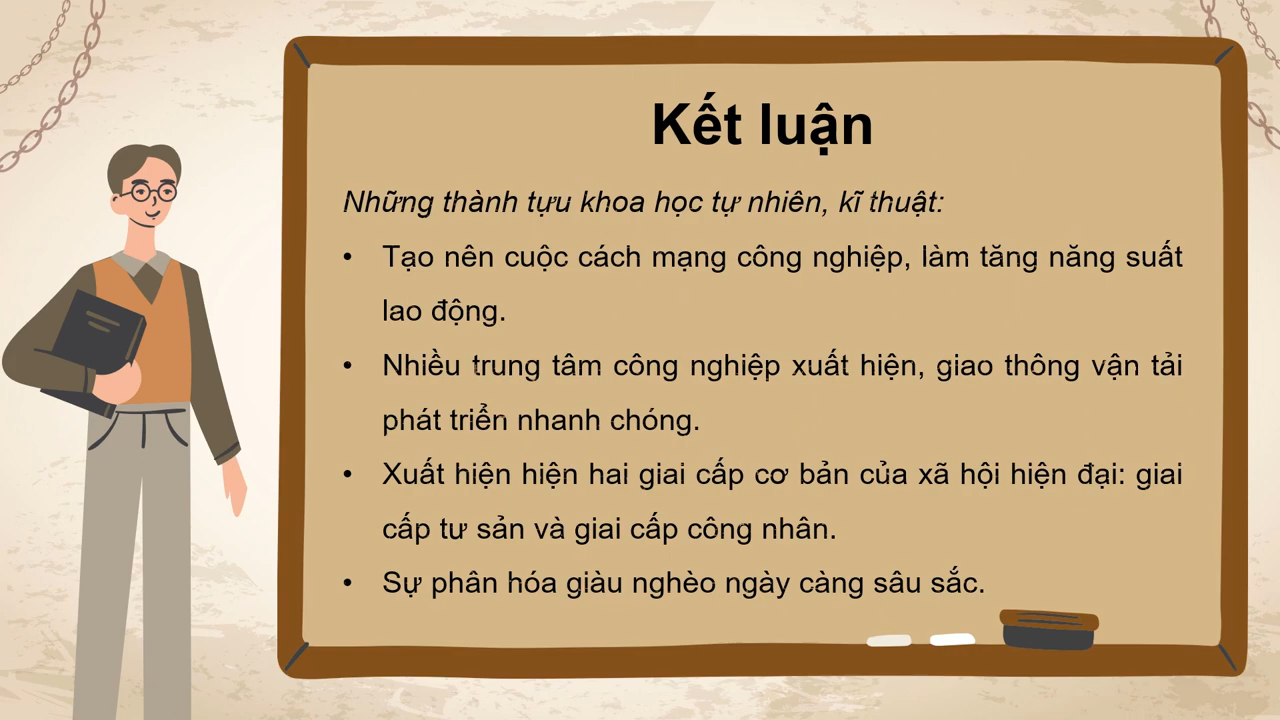 Kết luận
Những thành tựu khoa học tự nhiên, kĩ thuật:
• Tạo nên cuộc cách mạng công nghiệp, làm tăng năng suất
lao động.
• Nhiều trung tâm công nghiệp xuất hiện, giao thông vận tải
phát triển nhanh chóng.
• Xuất hiện hiện hai giai cấp cơ bản của xã hội hiện đại: giai
cấp tư sản và giai cấp công nhân.
• Sự phân hóa giàu nghèo ngày càng sâu sắc.